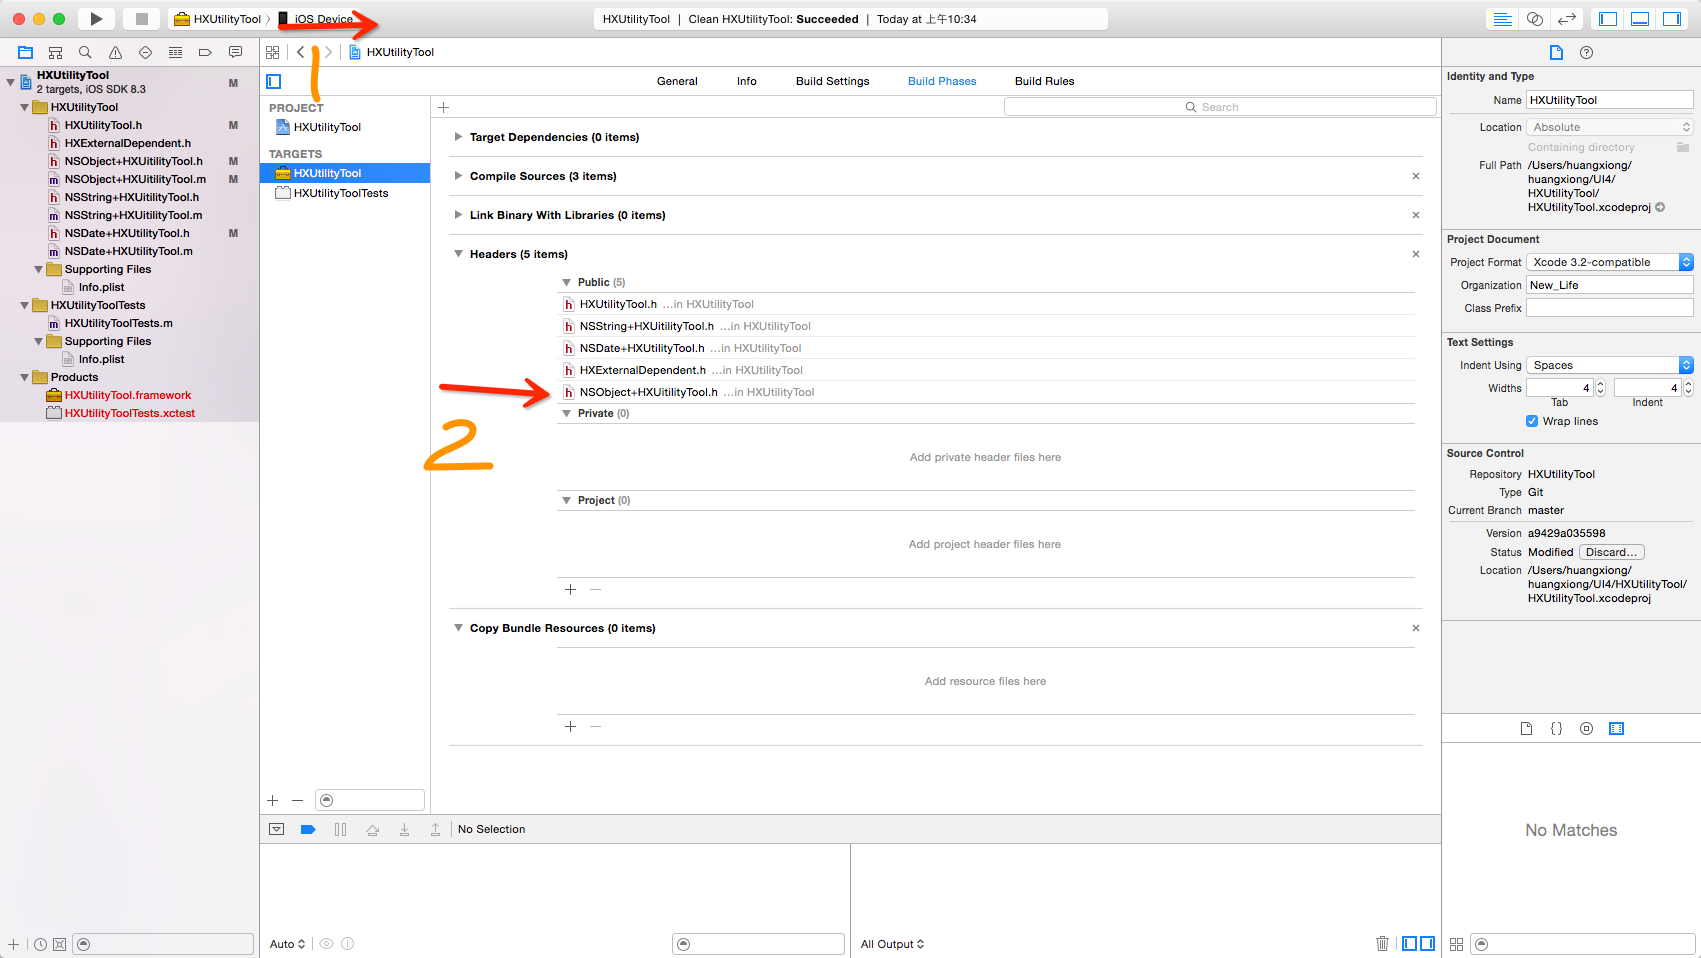 HXUtilityTool 〉 iOS Device
HXUtilityTool | Clean HXUtilityTool: Succeeded | Today at 上午10:34
HXUtilityTool
2 targets, iOS SDK 8.3
M
HXUtilityTool
HXUtilityTool.h
M
HXExternalDependent.h
NSObject+HXUitilityTool.h
M
NSObject+HXUitilityTool.m
M
NSString+HXUtilityTool.h
NSString+HXUtilityTool.m
NSDate+HXUtilityTool.h
M
NSDate+HXUtilityTool.m
Supporting Files
Info.plist
HXUtilityToolTests
HXUtilityToolTests.m
Supporting Files
Info.plist
Products
HXUtilityTool.framework
HXUtilityToolTests.xctest
HXUtilityTool
1
General Info Build Settings Build Phases Build Rules
PROJECT
HXUtilityTool
TARGETS
HXUtilityTool
HXUtilityToolTests
Search
Target Dependencies (0 items)
Compile Sources (3 items)
Link Binary With Libraries (0 items)
Headers (5 items)
Public (5)
HXUtilityTool.h ...in HXUtilityTool
NSString+HXUitilityTool.h ...in HXUtilityTool
NSDate+HXUtilityTool.h ...in HXUtilityTool
HXExternalDependent.h ...in HXUtilityTool
NSObject+HXUitilityTool.h ...in HXUtilityTool
2
Private (0)
Add private header files here
Project (0)
Add project header files here
Copy Bundle Resources (0 items)
Add resource files here
No Selection
Auto
All Output
Identity and Type
Name HXUtilityTool
Location Absolute
Containing directory
Full Path /Users/huangxiong/
huangxiong/UI4/
HXUtilityTool/
HXUtilityTool.xcodeproj
Project Document
Project Format Xcode 3.2-compatible
Organization New_Life
Class Prefix
Text Settings
Indent Using Spaces
Widths 4 4
Tab Indent
Wrap lines
Source Control
Repository HXUtilityTool
Type Git
Current Branch master
Version a9429a035598
Status Modified Discard...
Location /Users/huangxiong/
huangxiong/UI4/HXUtilityTool/
HXUtilityTool.xcodeproj
No Matches